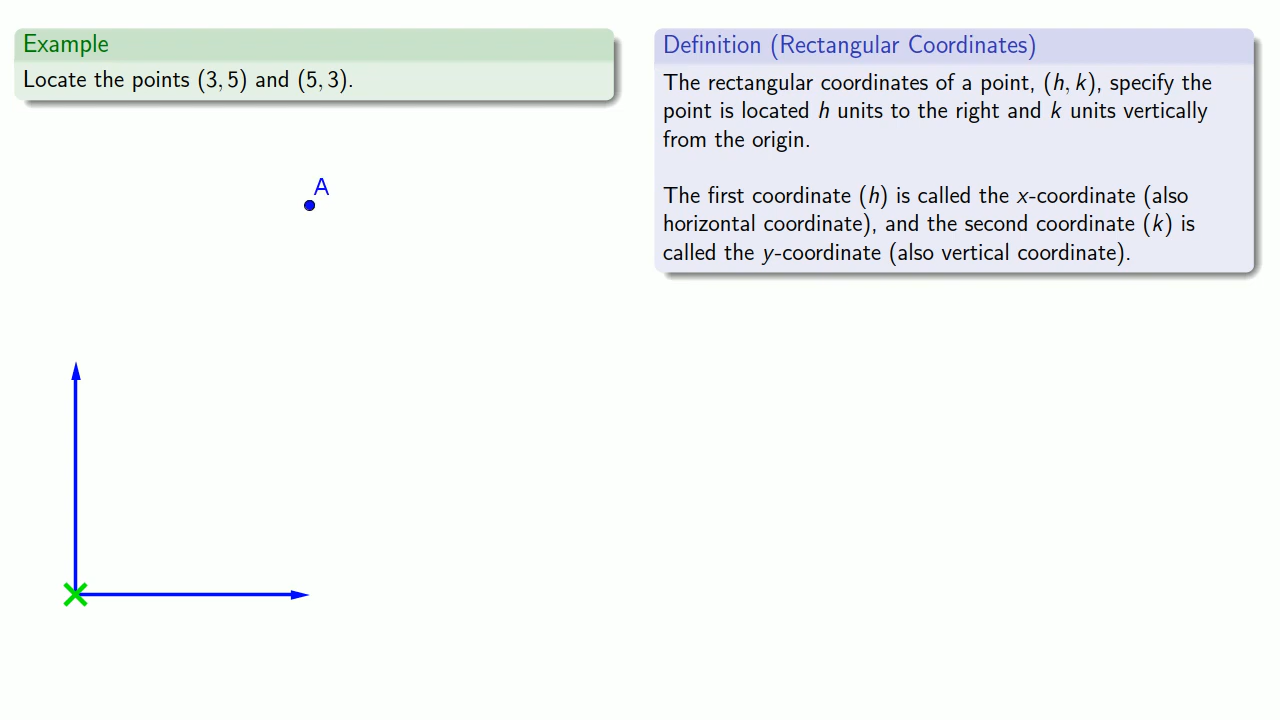 Example
Locate the points (3, 5) and (5, 3).
A
Definition (Rectangular Coordinates)
The rectangular coordinates of a point, (h, k), specify the
point is located h units to the right and k units vertically
from the origin.
The first coordinate (h) is called the x-coordinate (also
horizontal coordinate), and the second coordinate (k) is
called the y-coordinate (also vertical coordinate).